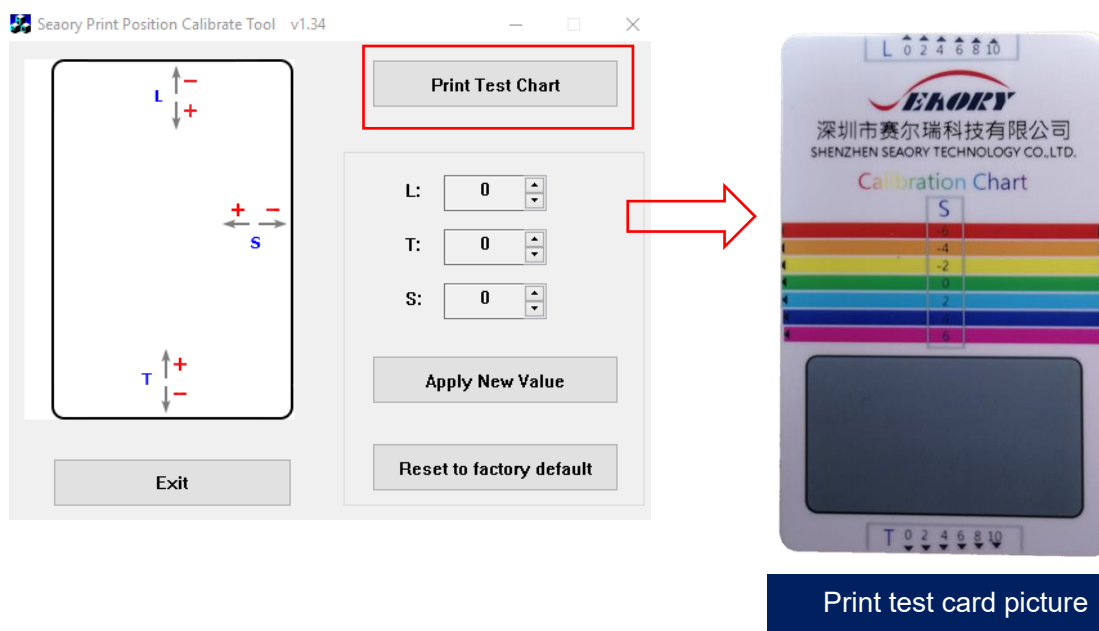 Seaory Print Position Calibrate Tool v1.34
L
−
+
+ −
S
T
+
−
Exit
Print Test Chart
L: 0
T: 0
S: 0
Apply New Value
Reset to factory default
L 0 2 4 6 8 10
SEAORY
深圳市赛尔瑞科技有限公司
SHENZHEN SEAORY TECHNOLOGY CO.,LTD.
Calibration Chart
S
-6
-4
-2
0
2
6
T 0 2 4 6 8 10
Print test card picture